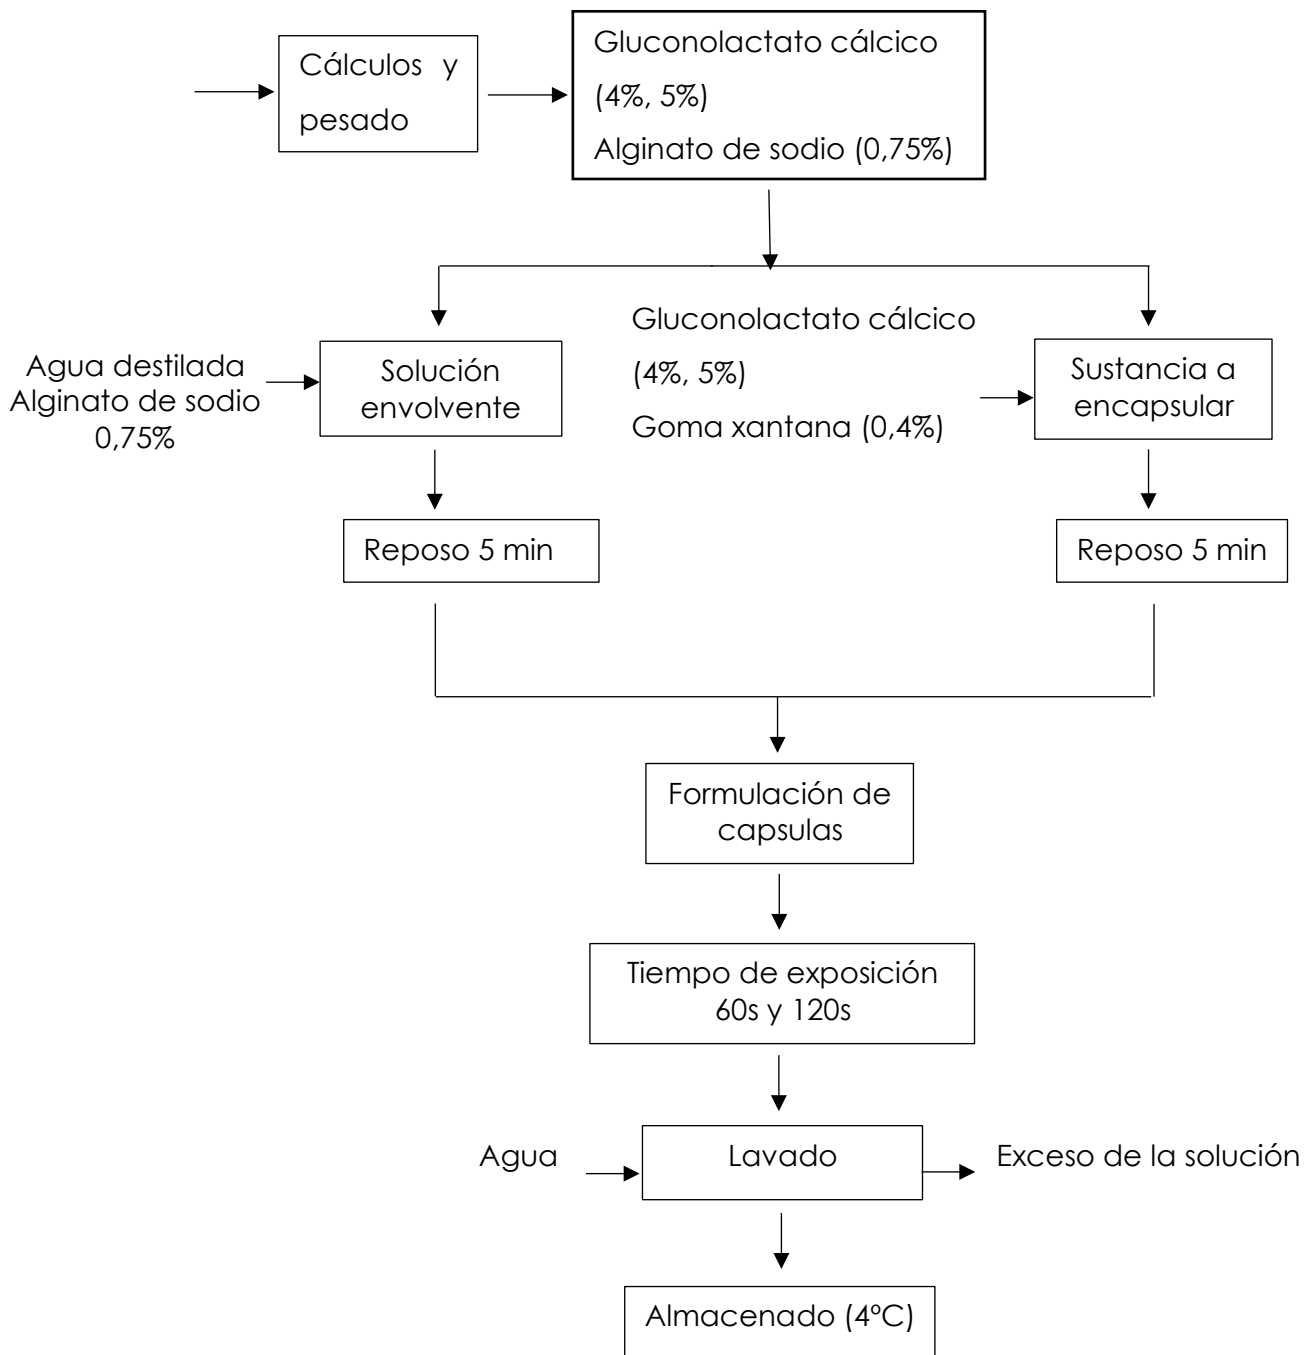 Cálculos y
pesado
Gluconolactato cálcico
(4%, 5%)
Alginato de sodio (0,75%)
Agua destilada
Alginato de sodio
0,75%
Solución
envolvente
Gluconolactato cálcico
(4%, 5%)
Goma xantana (0,4%)
Sustancia a
encapsular
Reposo 5 min
Reposo 5 min
Formulación de
capsulas
Tiempo de exposición
60s y 120s
Agua
Lavado
Exceso de la solución
Almacenado (4ºC)